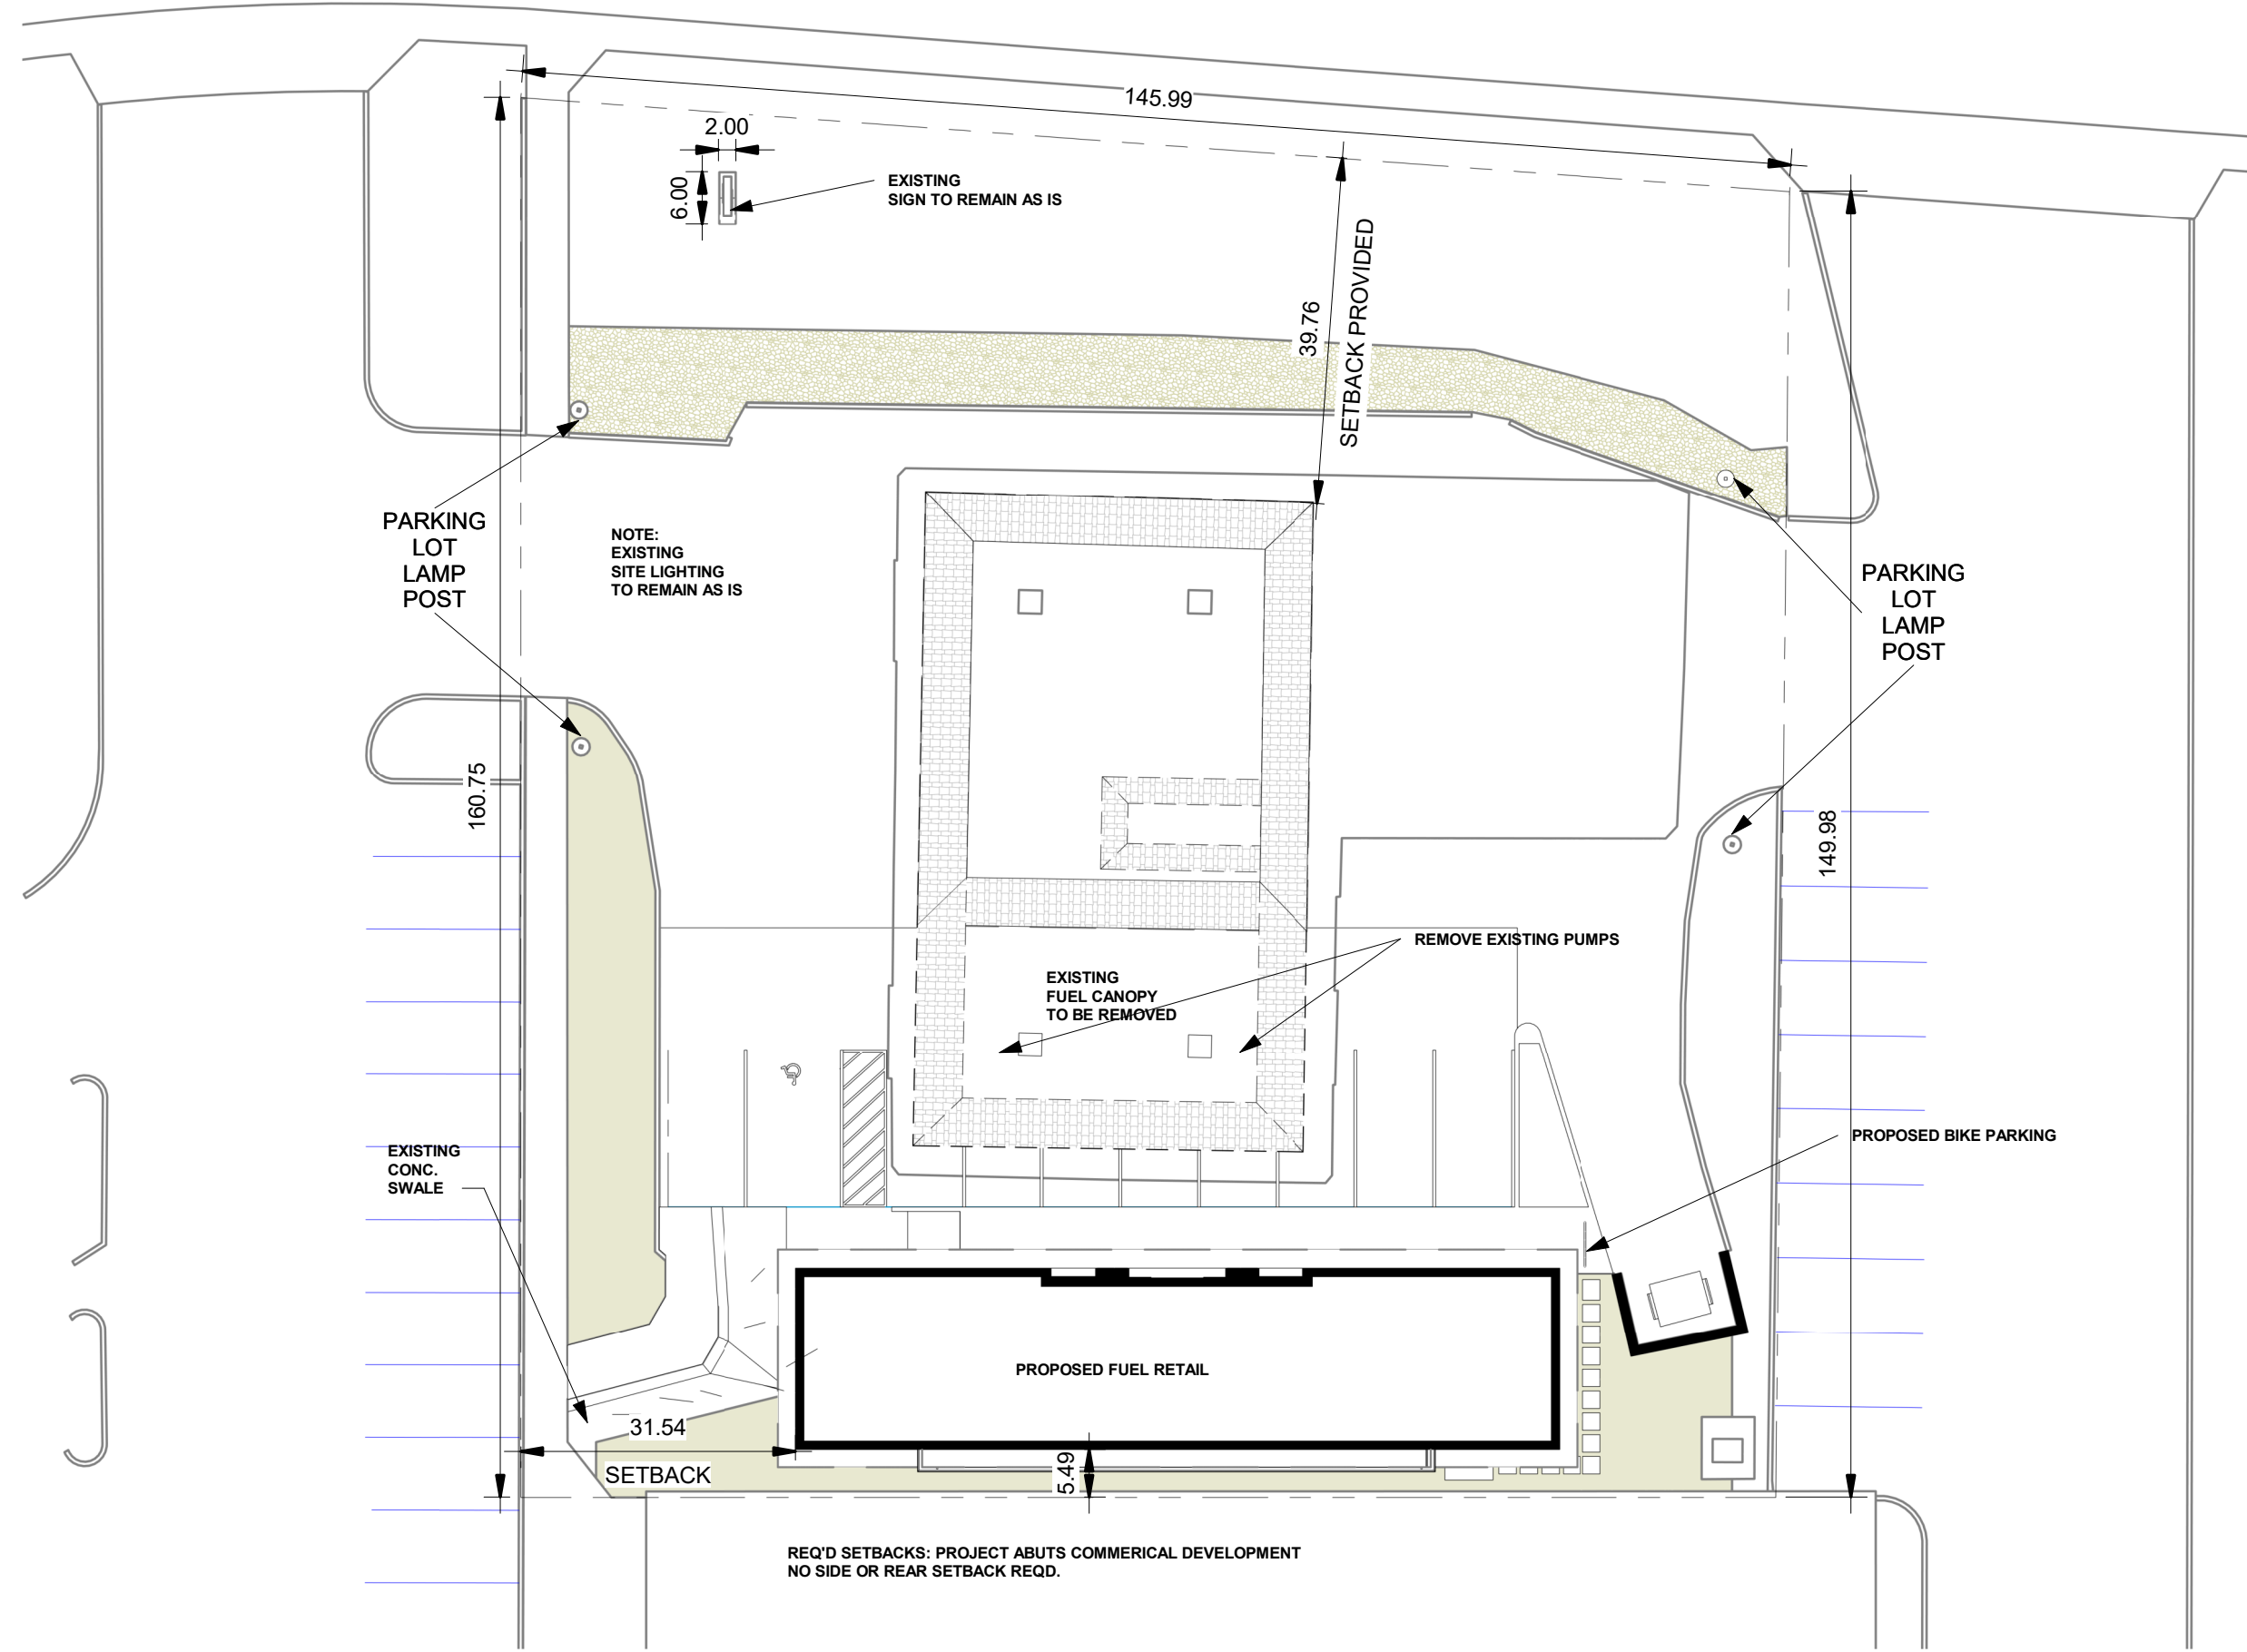 145.99
2.00
6.00
EXISTING
SIGN TO REMAIN AS IS
39.76
SETBACK PROVIDED
PARKING
LOT
LAMP
POST
NOTE:
EXISTING
SITE LIGHTING
TO REMAIN AS IS
PARKING
LOT
LAMP
POST
160.75
149.98
REMOVE EXISTING PUMPS
EXISTING
FUEL CANOPY
TO BE REMOVED
EXISTING
CONC.
SWALE
PROPOSED BIKE PARKING
PROPOSED FUEL RETAIL
31.54
SETBACK
5.49
REQ'D SETBACKS: PROJECT ABUTS COMMERICAL DEVELOPMENT
NO SIDE OR REAR SETBACK REQD.